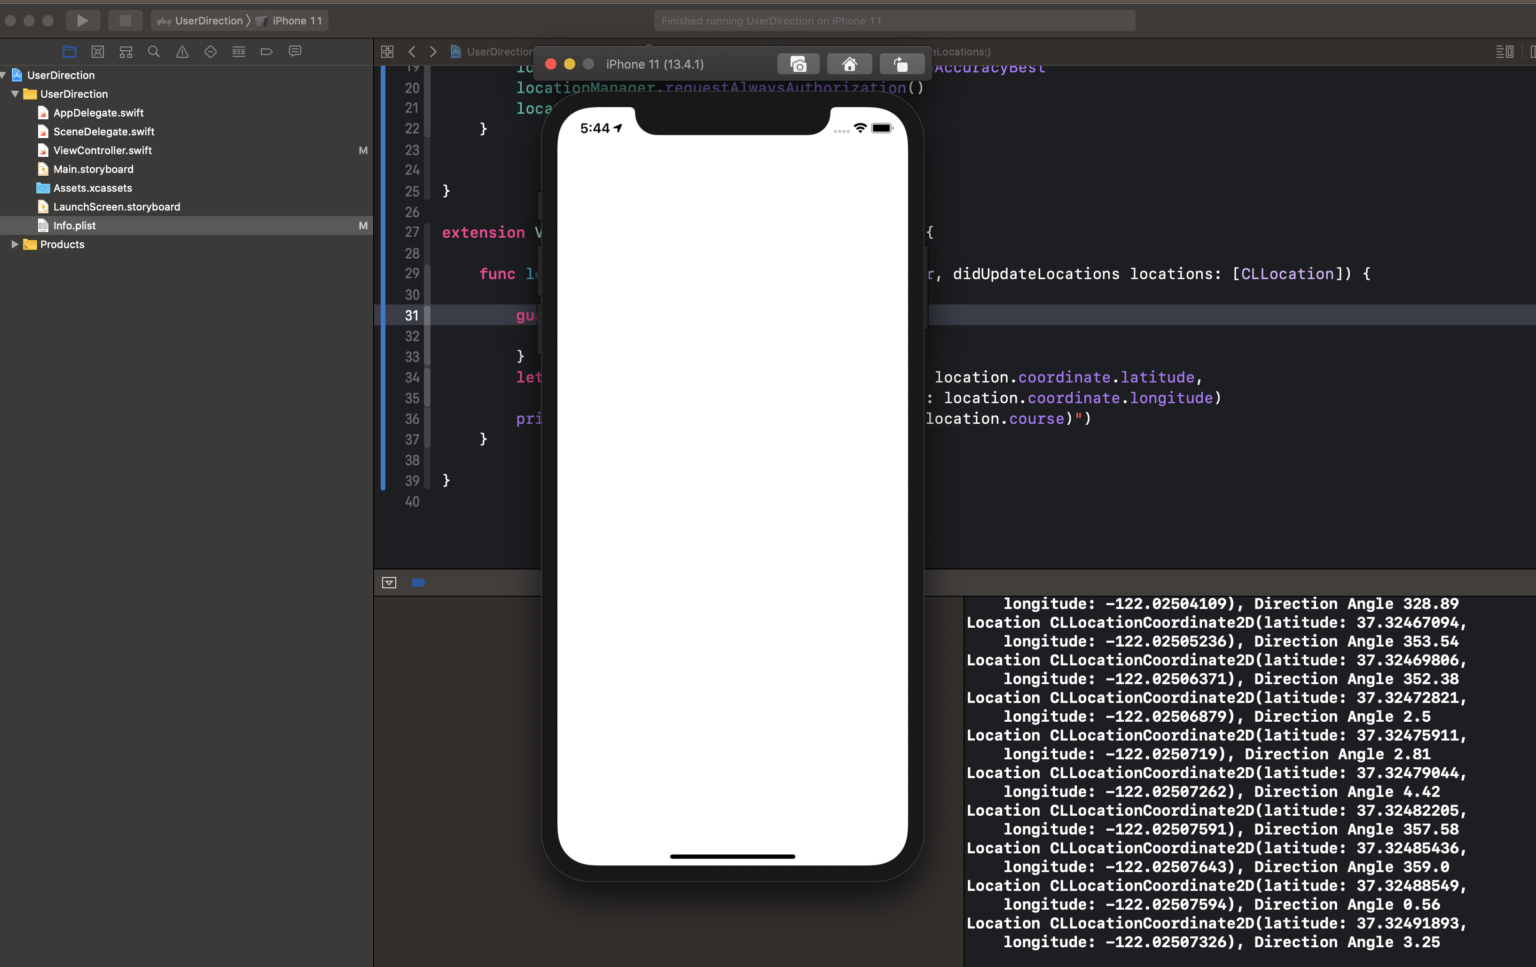 UserDirection iPhone 11
Finished running UserDirection on iPhone 11
UserDirection
UserDirection
AppDelegate.swift
SceneDelegate.swift
ViewController.swift M
Main.storyboard
Assets.xcassets
LaunchScreen.storyboard
Info.plist M
Products
UserDirection
iPhone 11 (13.4.1)
5:44
19 AccuracyBest
20 locationManager.requestAlwaysAuthorization()
21 loca
22 }
23
24
25 }
26
27 extension V {
28
29 func lo r, didUpdateLocations locations: [CLLocation]) {
30
31 gua
32
33 }
34 let location.coordinate.latitude,
35 : location.coordinate.longitude)
36 pri location.course)")
37 }
38
39 }
40
longitude: -122.02504109), Direction Angle 328.89
Location CLLocationCoordinate2D(latitude: 37.32467094,
longitude: -122.02505236), Direction Angle 353.54
Location CLLocationCoordinate2D(latitude: 37.32469806,
longitude: -122.02506371), Direction Angle 352.38
Location CLLocationCoordinate2D(latitude: 37.32472821,
longitude: -122.02506879), Direction Angle 2.5
Location CLLocationCoordinate2D(latitude: 37.32475911,
longitude: -122.0250719), Direction Angle 2.81
Location CLLocationCoordinate2D(latitude: 37.32479044,
longitude: -122.02507262), Direction Angle 4.42
Location CLLocationCoordinate2D(latitude: 37.32482205,
longitude: -122.02507591), Direction Angle 357.58
Location CLLocationCoordinate2D(latitude: 37.32485436,
longitude: -122.02507643), Direction Angle 359.0
Location CLLocationCoordinate2D(latitude: 37.32488549,
longitude: -122.02507594), Direction Angle 0.56
Location CLLocationCoordinate2D(latitude: 37.32491893,
longitude: -122.02507326), Direction Angle 3.25